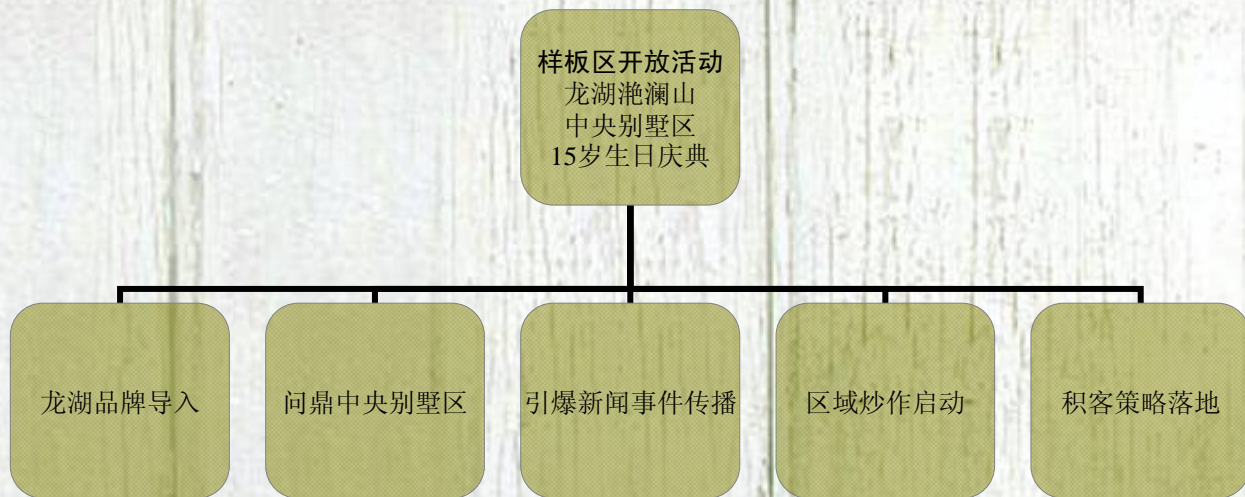 样板区开放活动
龙湖滟澜山
中央别墅区
15岁生日庆典
龙湖品牌导入
问鼎中央别墅区
引爆新闻事件传播
区域炒作启动
积客策略落地